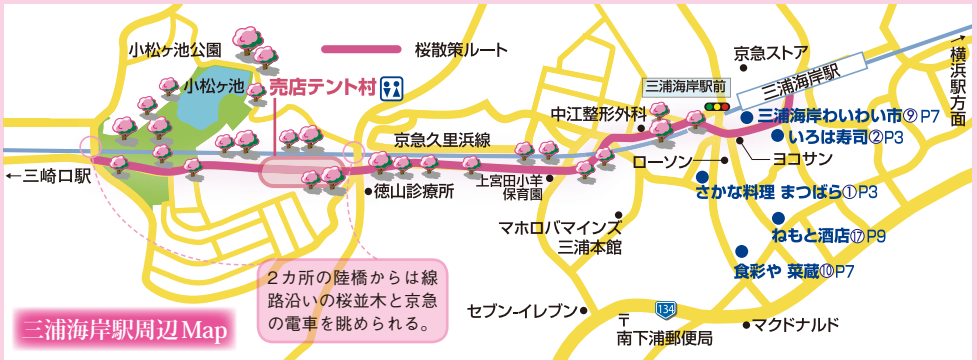 小松ヶ池公園
桜散策ルート
京急ストア
→横浜駅方面
小松ヶ池
売店テント村
三浦海岸駅前
三浦海岸駅
中江整形外科
三浦海岸わいわい市⑨P7
京急久里浜線
いろは寿司②P3
ローソン
ヨコサン
←三崎口駅
徳山診療所
上宮田小羊
保育園
さかな料理 まつばら①P3
マホロバマインズ
三浦本館
ねもと酒店⑰P9
食彩や 菜蔵⑩P7
2カ所の陸橋からは線
路沿いの桜並木と京急
の電車を眺められる。
セブン-イレブン
134
〒
南下浦郵便局
マクドナルド
三浦海岸駅周辺Map